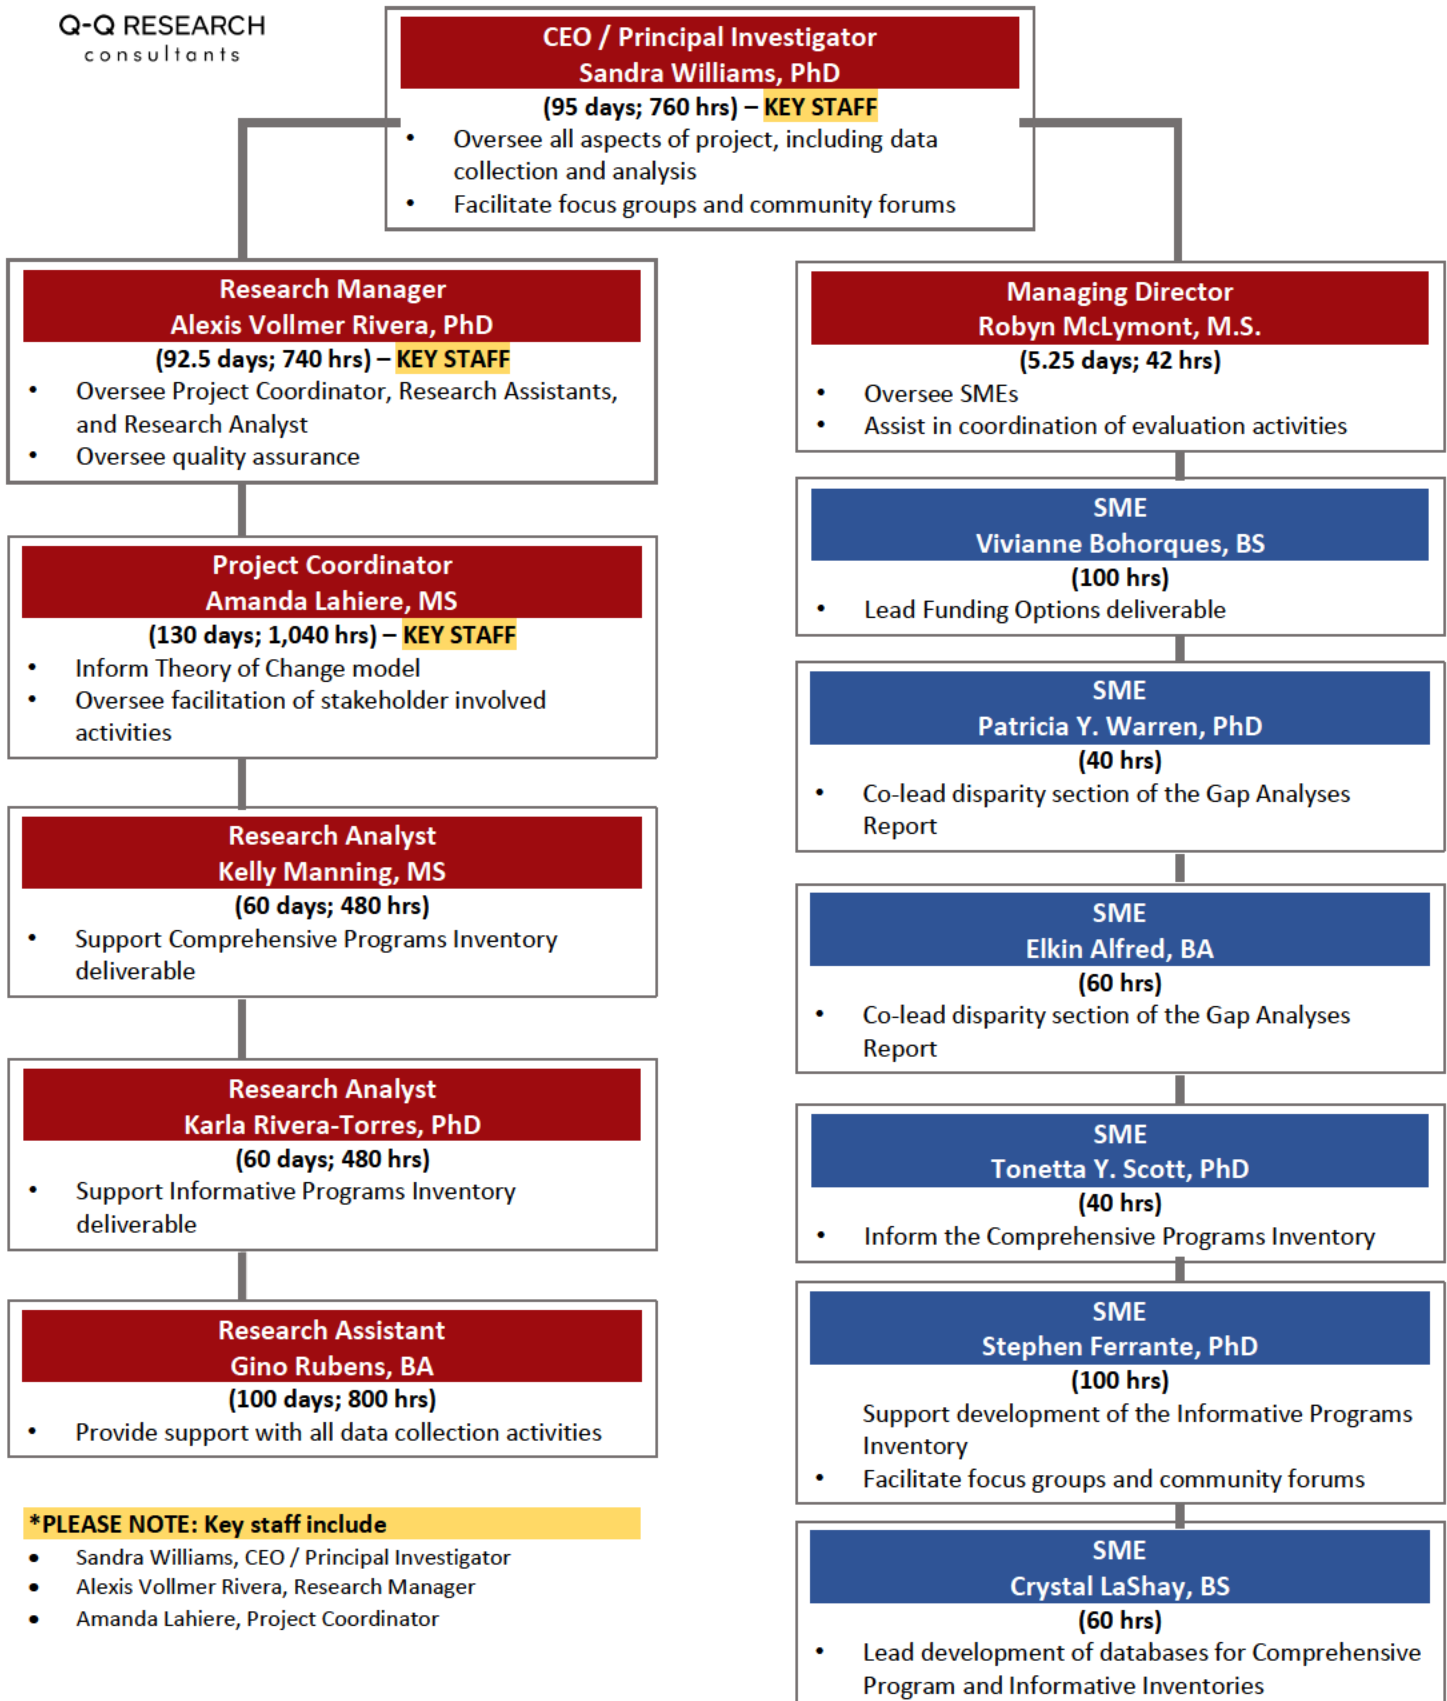 Q-Q RESEARCH
consultants
CEO / Principal Investigator
Sandra Williams, PhD
(95 days; 760 hrs) – KEY STAFF
• Oversee all aspects of project, including data
collection and analysis
• Facilitate focus groups and community forums
Research Manager
Alexis Vollmer Rivera, PhD
(92.5 days; 740 hrs) – KEY STAFF
• Oversee Project Coordinator, Research Assistants,
and Research Analyst
• Oversee quality assurance
Project Coordinator
Amanda Lahiere, MS
(130 days; 1,040 hrs) – KEY STAFF
• Inform Theory of Change model
• Oversee facilitation of stakeholder involved
activities
Research Analyst
Kelly Manning, MS
(60 days; 480 hrs)
• Support Comprehensive Programs Inventory
deliverable
Research Analyst
Karla Rivera-Torres, PhD
(60 days; 480 hrs)
• Support Informative Programs Inventory
deliverable
Research Assistant
Gino Rubens, BA
(100 days; 800 hrs)
• Provide support with all data collection activities
*PLEASE NOTE: Key staff include
• Sandra Williams, CEO / Principal Investigator
• Alexis Vollmer Rivera, Research Manager
• Amanda Lahiere, Project Coordinator
Managing Director
Robyn McLymont, M.S.
(5.25 days; 42 hrs)
• Oversee SMEs
• Assist in coordination of evaluation activities
SME
Vivianne Bohorques, BS
(100 hrs)
• Lead Funding Options deliverable
SME
Patricia Y. Warren, PhD
(40 hrs)
• Co-lead disparity section of the Gap Analyses
Report
SME
Elkin Alfred, BA
(60 hrs)
• Co-lead disparity section of the Gap Analyses
Report
SME
Tonetta Y. Scott, PhD
(40 hrs)
• Inform the Comprehensive Programs Inventory
SME
Stephen Ferrante, PhD
(100 hrs)
Support development of the Informative Programs
Inventory
• Facilitate focus groups and community forums
SME
Crystal LaShay, BS
(60 hrs)
• Lead development of databases for Comprehensive
Program and Informative Inventories